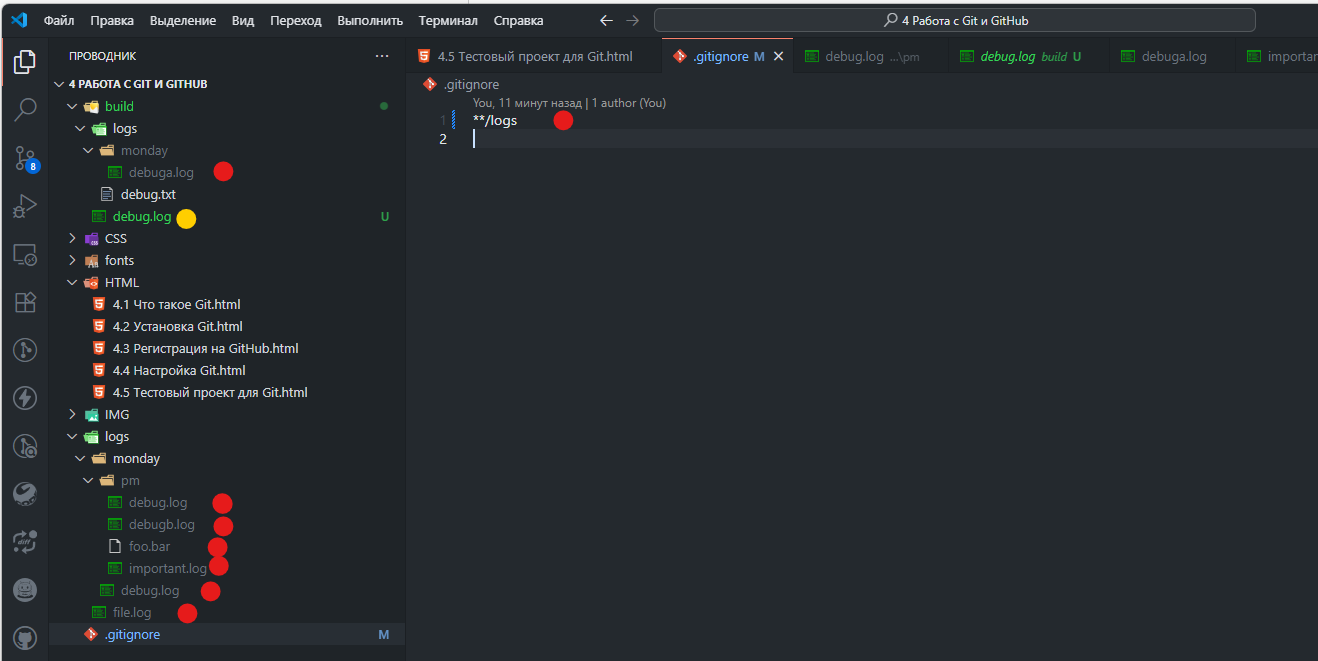 Файл Правка Выделение Вид Переход Выполнить Терминал Справка 4 Работа с Git и GitHub
ПРОВОДНИК
4.5 Тестовый проект для Git.html .gitignore M debug.log ...\pm debug.log build U debuga.log importar
4 РАБОТА С GIT И GITHUB
.gitignore
build
You, 11 минут назад | 1 author (You)
1 **/logs
logs
2
monday
8
debuga.log
debug.txt
debug.log U
CSS
fonts
HTML
4.1 Что такое Git.html
4.2 Установка Git.html
4.3 Регистрация на GitHub.html
4.4 Настройка Git.html
4.5 Тестовый проект для Git.html
IMG
logs
monday
pm
debug.log
debugb.log
foo.bar
important.log
debug.log
file.log
.gitignore M